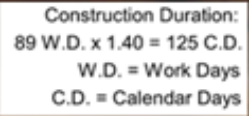 Construction Duration:
89 W.D. x 1.40 = 125 C.D.
W.D. = Work Days
C.D. = Calendar Days